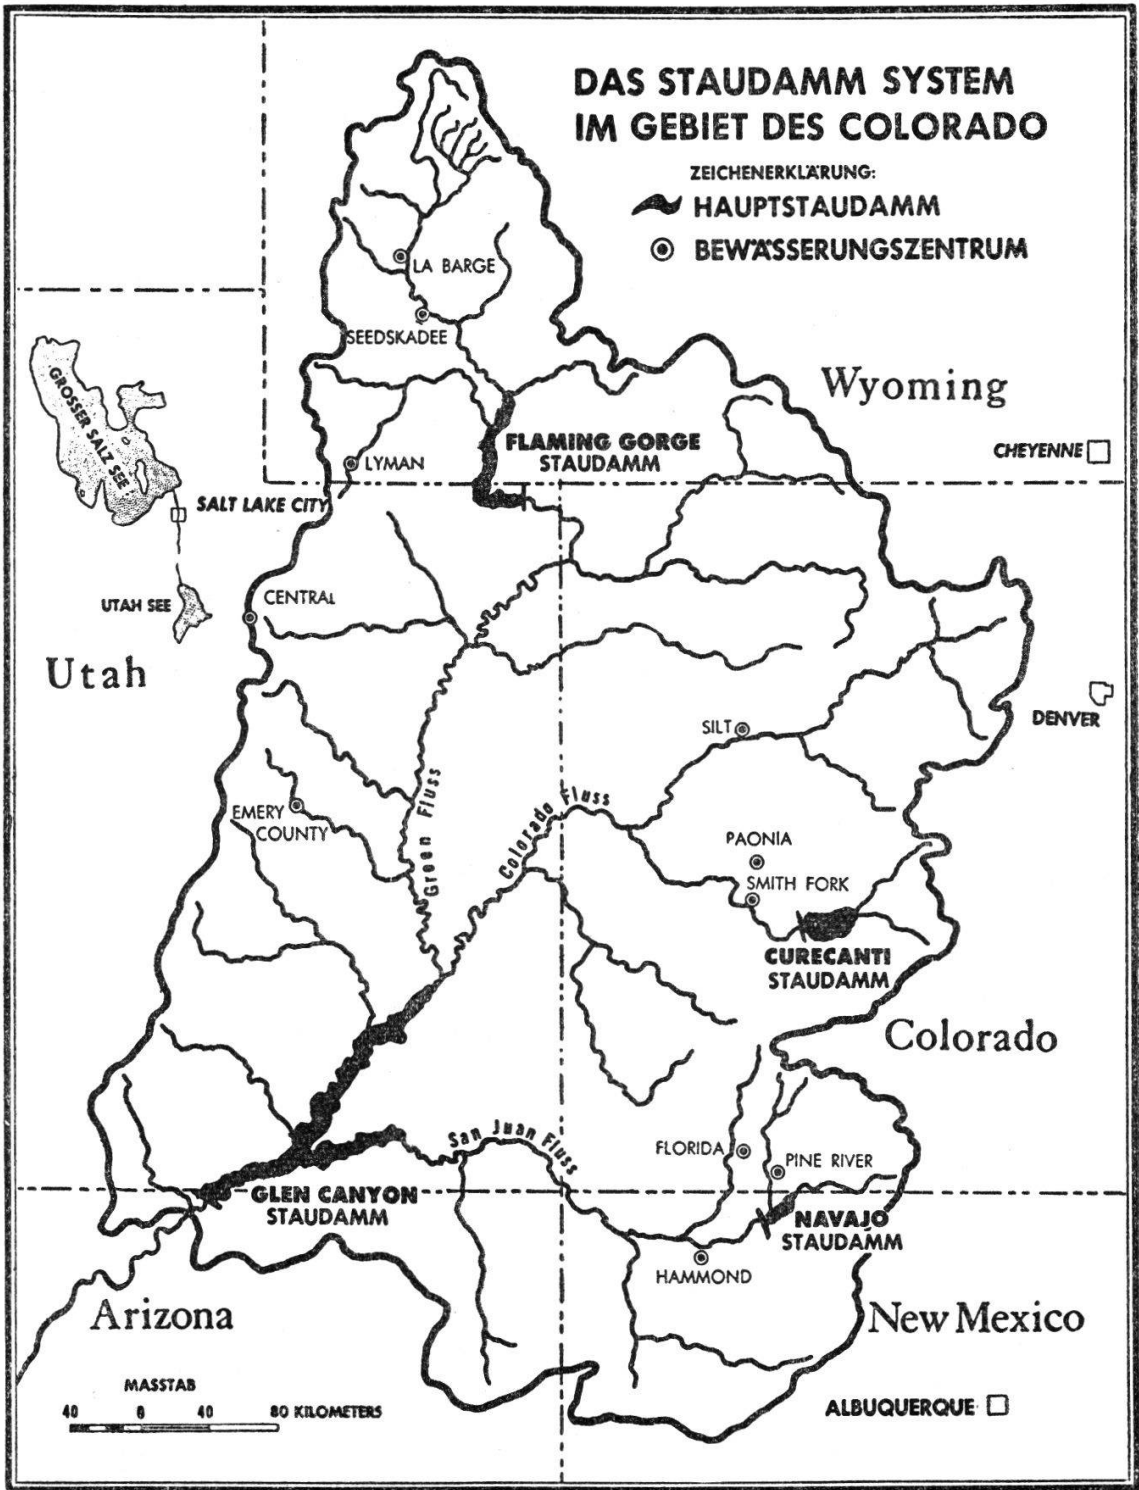 DAS STAUDAMM SYSTEM
IM GEBIET DES COLORADO
ZEICHENERKLÄRUNG:
HAUPTSTAUDAMM
BEWÄSSERUNGSZENTRUM
LA BARGE
SEEDSKADEE
Wyoming
GROSSER SALZ SEE
FLAMING GORGE
STAUDAMM
CHEYENNE
LYMAN
SALT LAKE CITY
CENTRAL
UTAH SEE
Utah
DENVER
SILT
Green Fluss
Colorado Fluss
EMERY
COUNTY
PAONIA
SMITH FORK
CURECANTI
STAUDAMM
Colorado
San Juan Fluss
FLORIDA
PINE RIVER
GLEN CANYON
STAUDAMM
NAVAJO
STAUDAMM
HAMMOND
Arizona
New Mexico
MASSTAB
40 0 40 80 KILOMETERS
ALBUQUERQUE